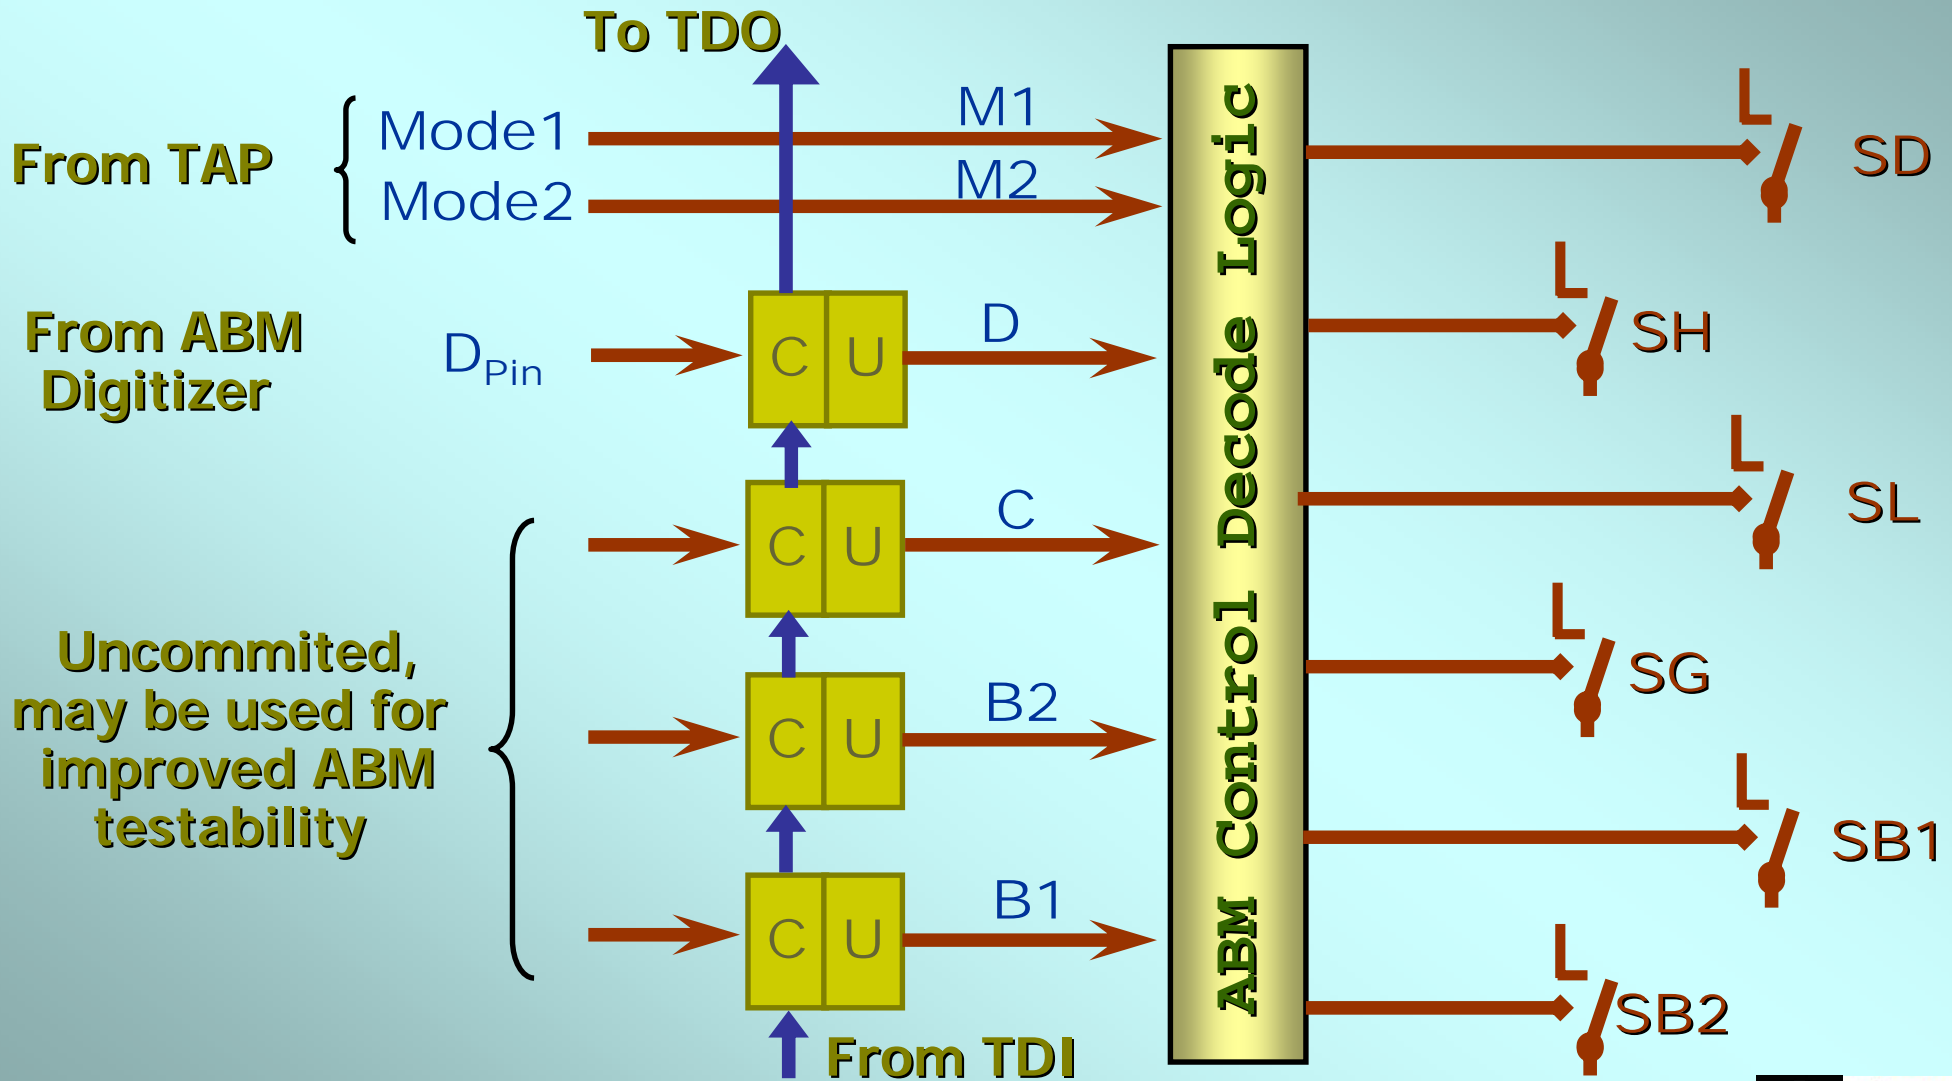 To TDO
From TAP
Mode1
M1
Mode2
M2
From ABM
Digitizer
DPin
C U
D
C U
C
Uncommited,
may be used for
improved ABM
testability
C U
B2
C U
B1
From TDI
ABM Control Decode Logic
SD
SH
SL
SG
SB1
SB2